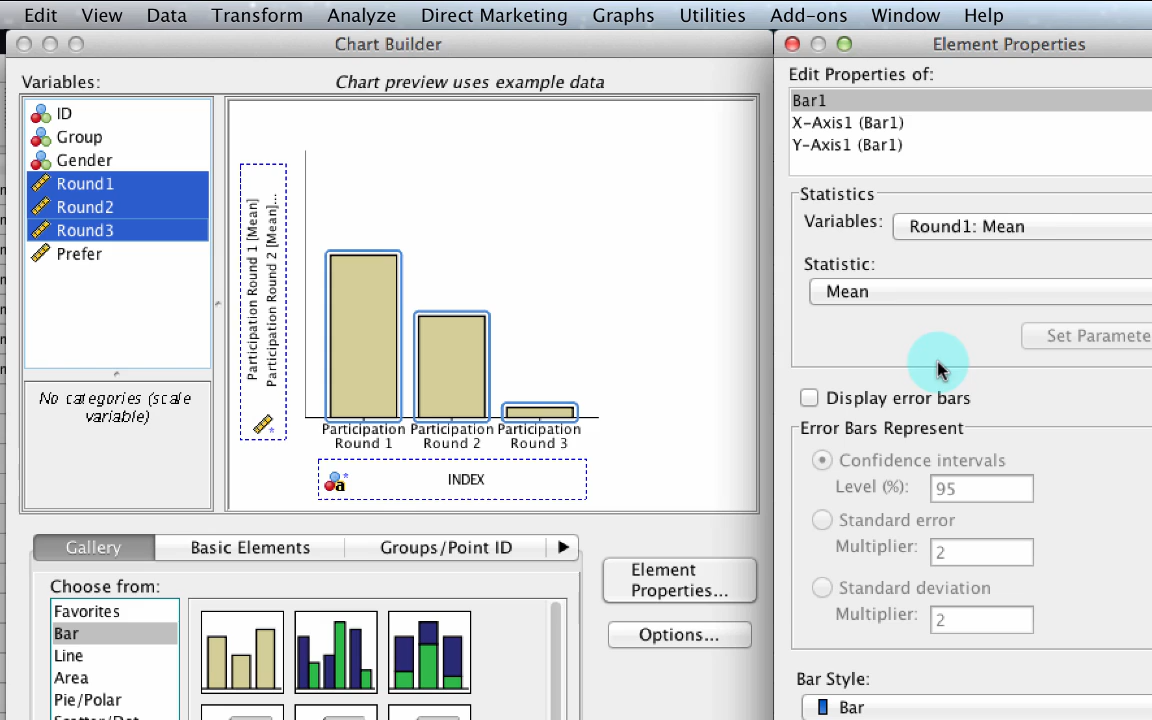 Edit View Data Transform Analyze Direct Marketing Graphs Utilities Add-ons Window Help
Chart Builder
Variables:
Chart preview uses example data
ID
Group
Gender
Round1
Round2
Round3
Prefer
No categories (scale
variable)
Participation Round 1 [Mean]
Participation Round 2 [Mean]...
Participation
Round 1
Participation
Round 2
Participation
Round 3
a
INDEX
Gallery
Basic Elements
Groups/Point ID
Choose from:
Favorites
Bar
Line
Area
Pie/Polar
Element
Properties...
Options...
Element Properties
Edit Properties of:
Bar1
X-Axis1 (Bar1)
Y-Axis1 (Bar1)
Statistics
Variables: Round1: Mean
Statistic:
Mean
Set Paramete
Display error bars
Error Bars Represent
Confidence intervals
Level (%): 95
Standard error
Multiplier: 2
Standard deviation
Multiplier: 2
Bar Style:
Bar